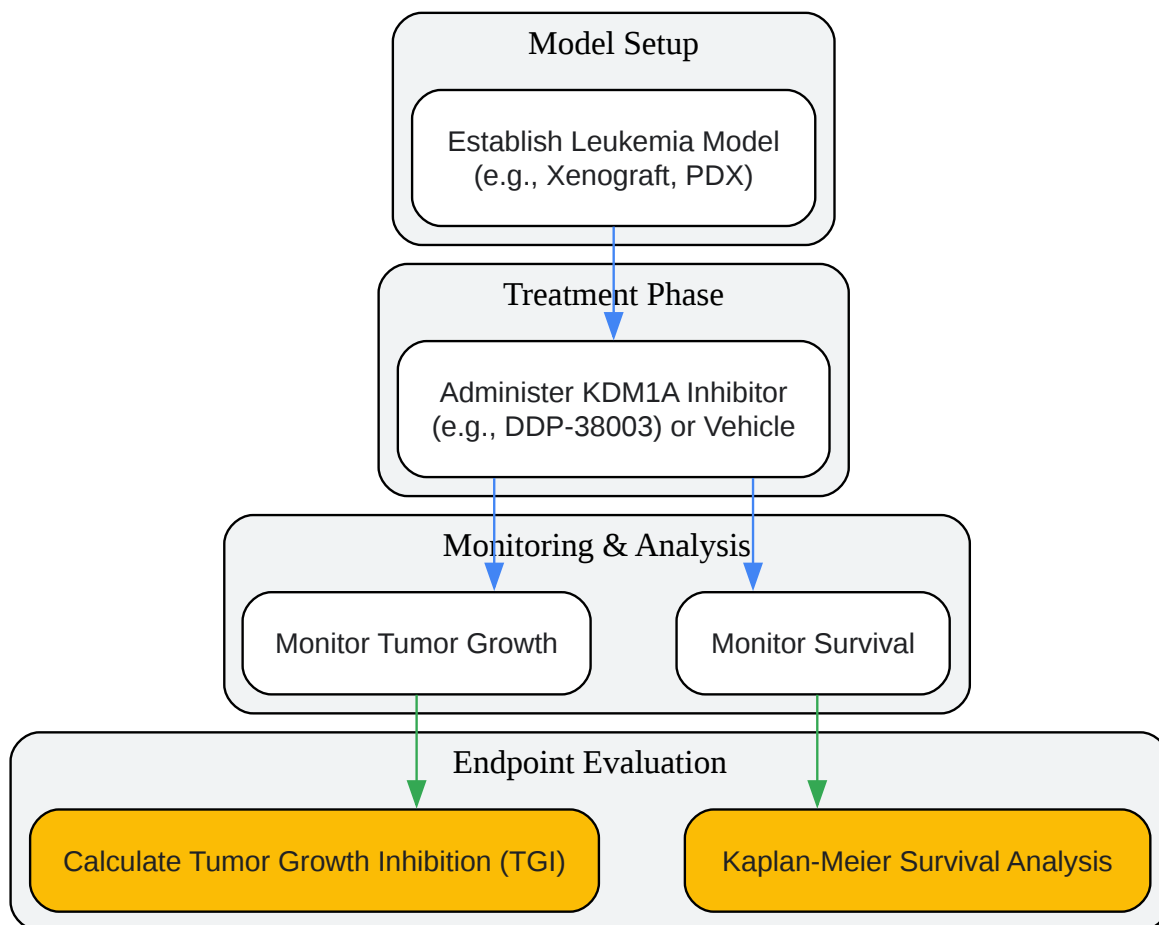 Model Setup
Establish Leukemia Model
(e.g., Xenograft, PDX)
Treatment Phase
Administer KDM1A Inhibitor
(e.g., DDP-38003) or Vehicle
Monitoring & Analysis
Monitor Tumor Growth
Monitor Survival
Endpoint Evaluation
Calculate Tumor Growth Inhibition (TGI)
Kaplan-Meier Survival Analysis